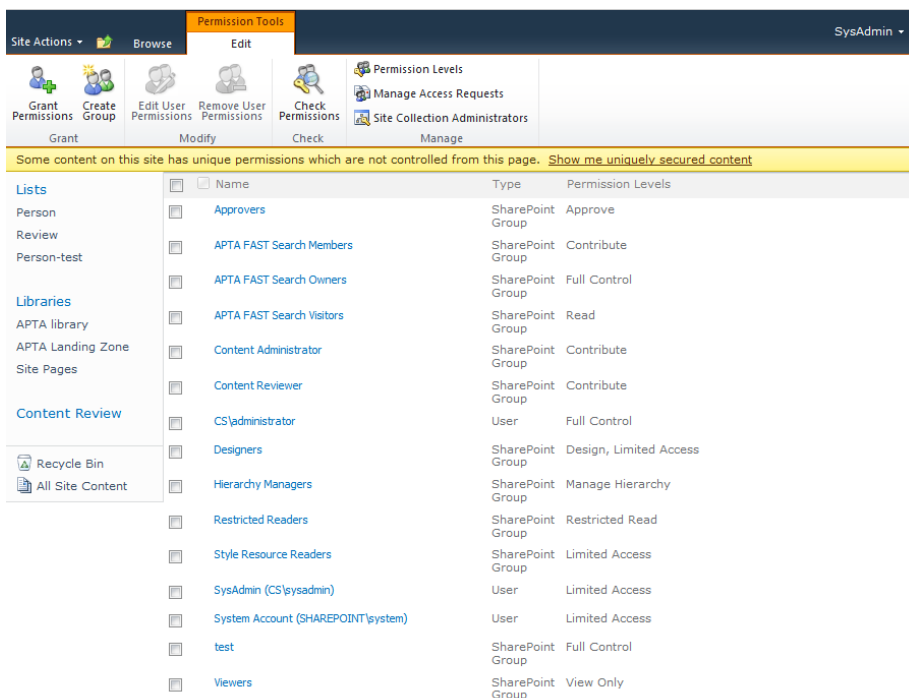 Permission Tools
Site Actions Browse Edit SysAdmin
Grant Permissions
Create Group
Edit User Permissions
Remove User Permissions
Check Permissions
Permission Levels
Manage Access Requests
Site Collection Administrators
Grant Modify Check Manage
Some content on this site has unique permissions which are not controlled from this page. Show me uniquely secured content
Lists
Person
Review
Person-test
Libraries
APTA library
APTA Landing Zone
Site Pages
Content Review
Recycle Bin
All Site Content
Name Type Permission Levels
Approvers SharePoint Group Approve
APTA FAST Search Members SharePoint Group Contribute
APTA FAST Search Owners SharePoint Group Full Control
APTA FAST Search Visitors SharePoint Group Read
Content Administrator SharePoint Group Contribute
Content Reviewer SharePoint Group Contribute
CS\administrator User Full Control
Designers SharePoint Group Design, Limited Access
Hierarchy Managers SharePoint Group Manage Hierarchy
Restricted Readers SharePoint Group Restricted Read
Style Resource Readers SharePoint Group Limited Access
SysAdmin (CS\sysadmin) User Limited Access
System Account (SHAREPOINT\system) User Limited Access
test SharePoint Group Full Control
Viewers SharePoint Group View Only